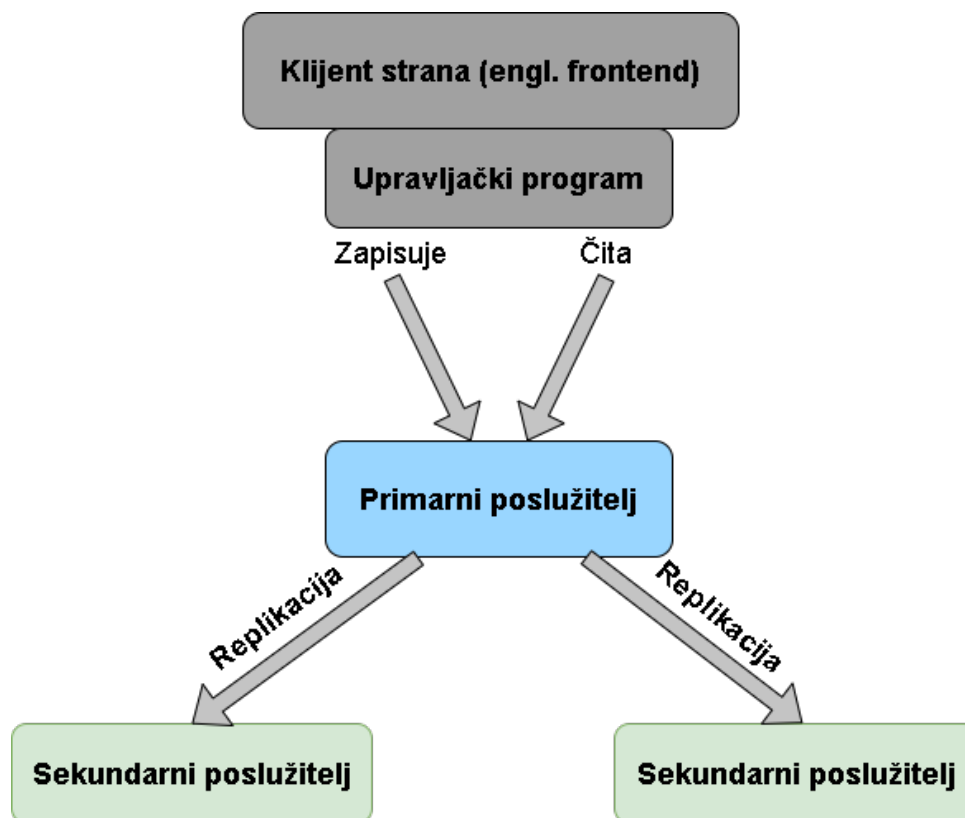 Klijent strana (engl. frontend)
Upravljački program
Zapisuje
Čita
Primarni poslužitelj
Replikacija
Replikacija
Sekundarni poslužitelj
Sekundarni poslužitelj